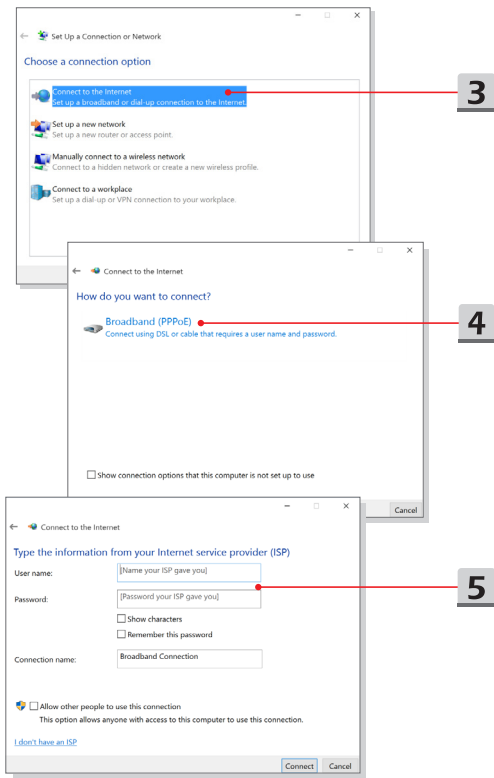 Set Up a Connection or Network
Choose a connection option
Connect to the Internet
Set up a broadband or dial-up connection to the Internet.
3
Set up a new network
Set up a new router or access point.
Manually connect to a wireless network
Connect to a hidden network or create a new wireless profile.
Connect to a workplace
Set up a dial-up or VPN connection to your workplace.
Connect to the Internet
How do you want to connect?
Broadband (PPPoE)
4
Connect using DSL or cable that requires a user name and password.
Show connection options that this computer is not set up to use
Cancel
Connect to the Internet
Type the information from your Internet service provider (ISP)
User name: [Name your ISP gave you]
5
Password: [Password your ISP gave you]
Show characters
Remember this password
Connection name: Broadband Connection
Allow other people to use this connection
This option allows anyone with access to this computer to use this connection.
I don't have an ISP
Connect Cancel